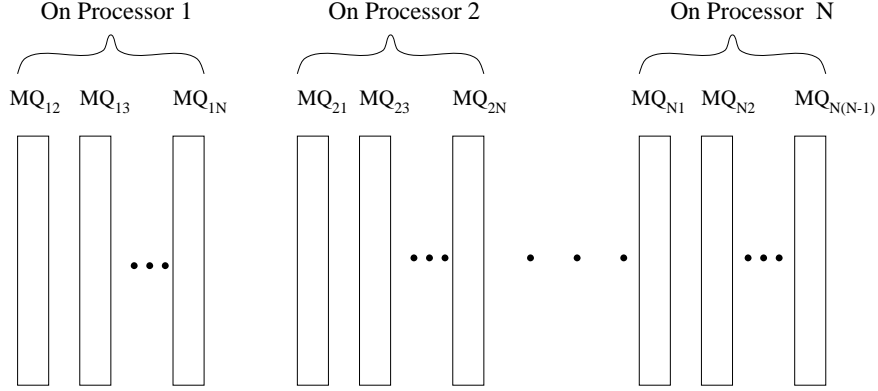 On Processor 1 On Processor 2 On Processor N
MQ12 MQ13 MQ1N MQ21 MQ23 MQ2N MQN1 MQN2 MQN(N-1)